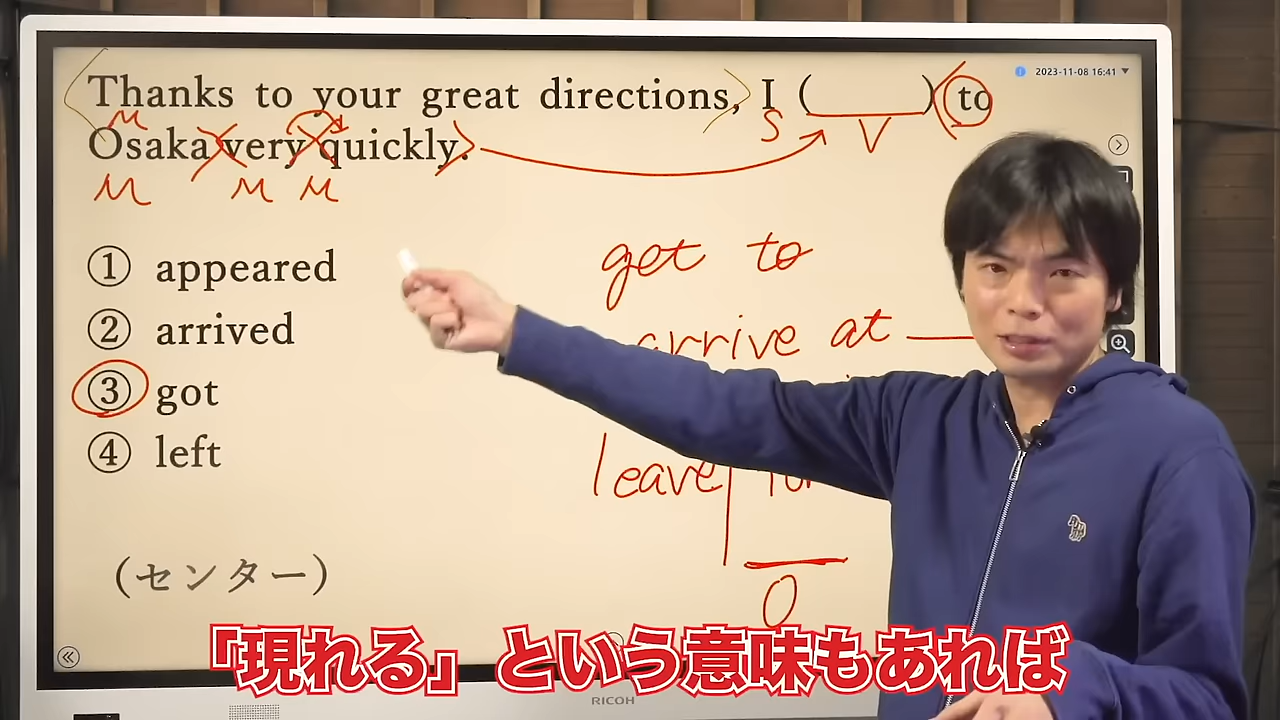 2023-11-08 16:41
Thanks to your great directions, I ( ) to
M S V
Osaka very quickly.
M M M
① appeared
② arrived
③ got
④ left
(センター)
get to
arrive at
leave for
O
「現れる」という意味もあれば
RICOH